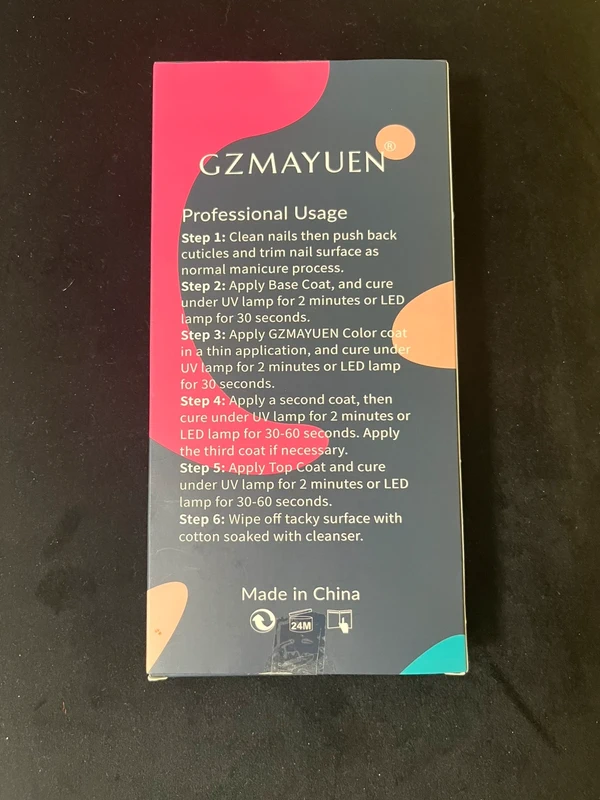 GZMAYUEN®
Professional Usage
Step 1: Clean nails then push back
cuticles and trim nail surface as
normal manicure process.
Step 2: Apply Base Coat, and cure
under UV lamp for 2 minutes or LED
lamp for 30 seconds.
Step 3: Apply GZMAYUEN Color coat
in a thin application, and cure under
UV lamp for 2 minutes or LED lamp
for 30 seconds.
Step 4: Apply a second coat, then
cure under UV lamp for 2 minutes or
LED lamp for 30-60 seconds. Apply
the third coat if necessary.
Step 5: Apply Top Coat and cure
under UV lamp for 2 minutes or LED
lamp for 30-60 seconds.
Step 6: Wipe off tacky surface with
cotton soaked with cleanser.
Made in China
24M